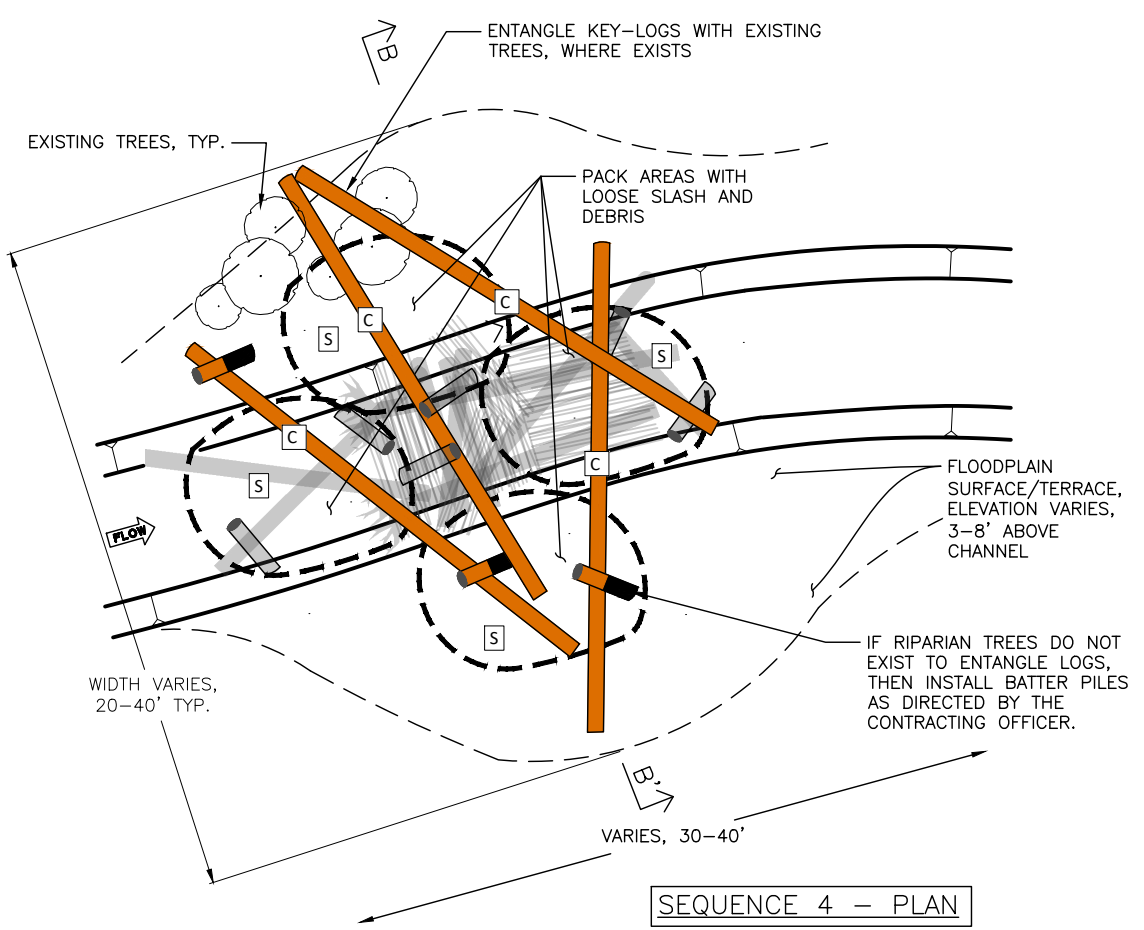 B
ENTANGLE KEY-LOGS WITH EXISTING
TREES, WHERE EXISTS
EXISTING TREES, TYP.
PACK AREAS WITH
LOOSE SLASH AND
DEBRIS
C
C
S
S
C
C
S
FLOW
FLOODPLAIN
SURFACE/TERRACE,
ELEVATION VARIES,
3-8' ABOVE
CHANNEL
S
IF RIPARIAN TREES DO NOT
EXIST TO ENTANGLE LOGS,
THEN INSTALL BATTER PILES
AS DIRECTED BY THE
CONTRACTING OFFICER.
WIDTH VARIES,
20-40' TYP.
B'
VARIES, 30-40'
SEQUENCE 4 - PLAN